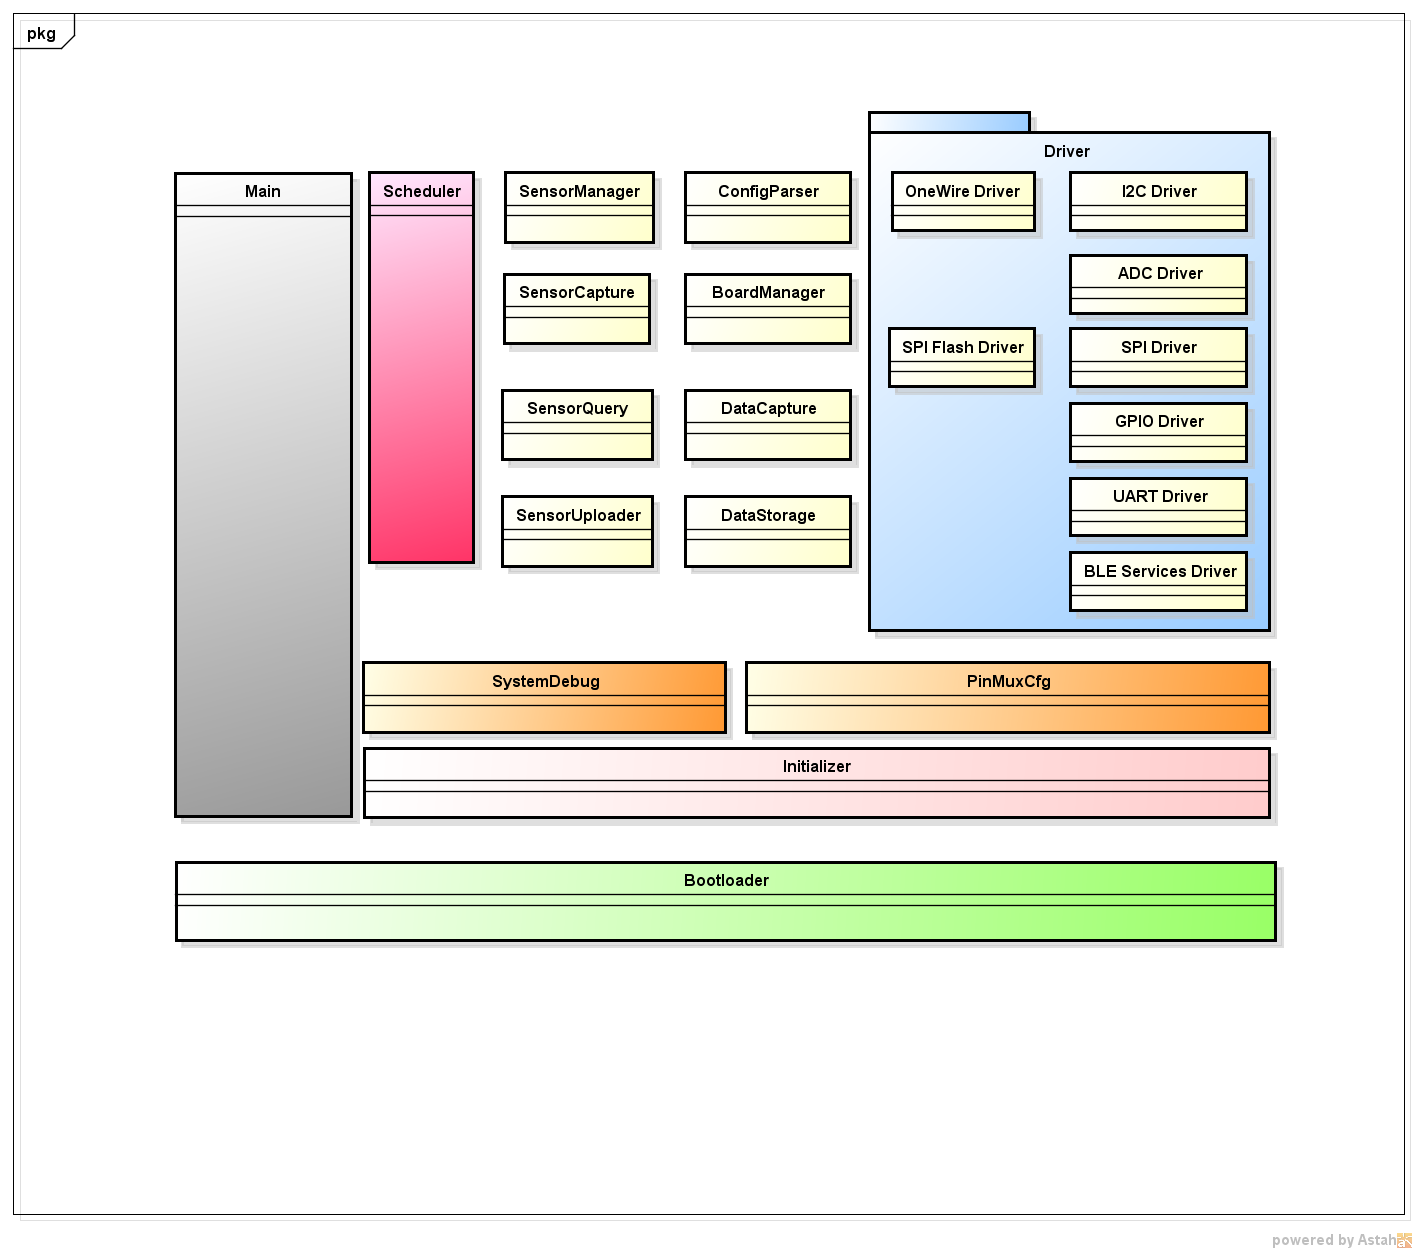 pkg
Driver
Main
Scheduler
SensorManager
ConfigParser
OneWire Driver
I2C Driver
ADC Driver
SensorCapture
BoardManager
SPI Flash Driver
SPI Driver
SensorQuery
DataCapture
GPIO Driver
UART Driver
SensorUploader
DataStorage
BLE Services Driver
SystemDebug
PinMuxCfg
Initializer
Bootloader
powered by Astah